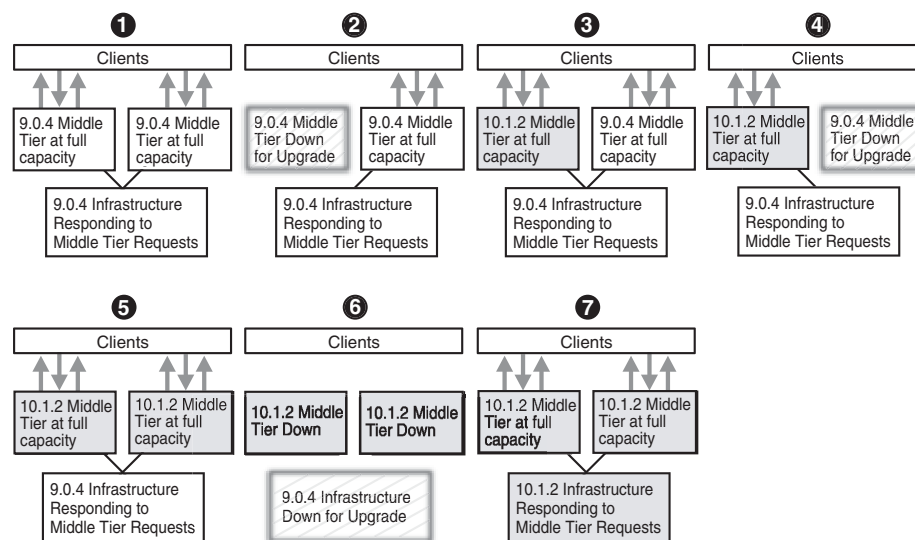 1
Clients
9.0.4 Middle
Tier at full
capacity
9.0.4 Middle
Tier at full
capacity
9.0.4 Infrastructure
Responding to
Middle Tier Requests
2
Clients
9.0.4 Middle
Tier Down
for Upgrade
9.0.4 Middle
Tier at full
capacity
9.0.4 Infrastructure
Responding to
Middle Tier Requests
3
Clients
10.1.2 Middle
Tier at full
capacity
9.0.4 Middle
Tier at full
capacity
9.0.4 Infrastructure
Responding to
Middle Tier Requests
4
Clients
10.1.2 Middle
Tier at full
capacity
9.0.4 Middle
Tier Down
for Upgrade
9.0.4 Infrastructure
Responding to
Middle Tier Requests
5
Clients
10.1.2 Middle
Tier at full
capacity
10.1.2 Middle
Tier at full
capacity
9.0.4 Infrastructure
Responding to
Middle Tier Requests
6
Clients
10.1.2 Middle
Tier Down
10.1.2 Middle
Tier Down
9.0.4 Infrastructure
Down for Upgrade
7
Clients
10.1.2 Middle
Tier at full
capacity
10.1.2 Middle
Tier at full
capacity
10.1.2 Infrastructure
Responding to
Middle Tier Requests